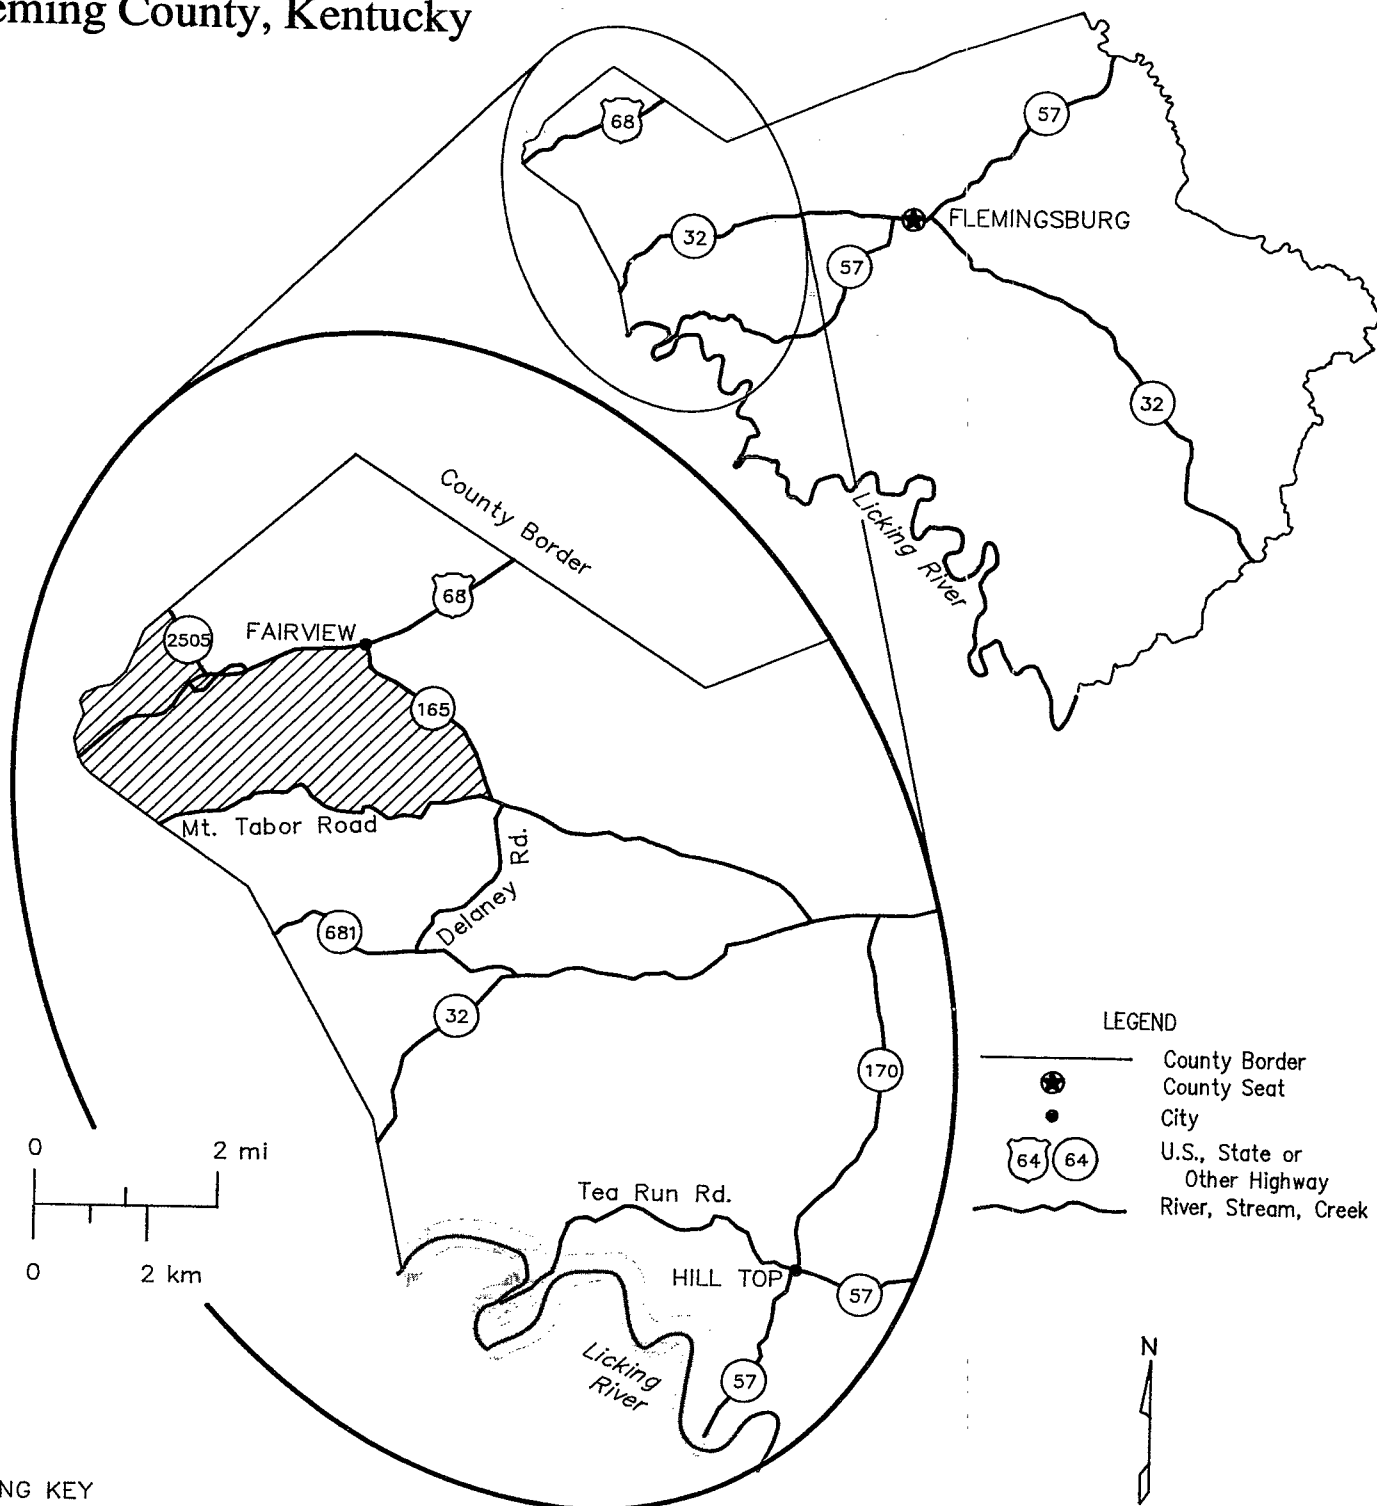 eming County, Kentucky
68
57
FLEMINGSBURG
32
57
32
County Border
Licking River
68
2505
FAIRVIEW
165
Mt. Tabor Road
Delaney Rd.
681
32
170
LEGEND
County Border
County Seat
City
64 64 U.S., State or
Other Highway
River, Stream, Creek
0 2 mi
0 2 km
Tea Run Rd.
HILL TOP
57
Licking
River
57
N
NG KEY